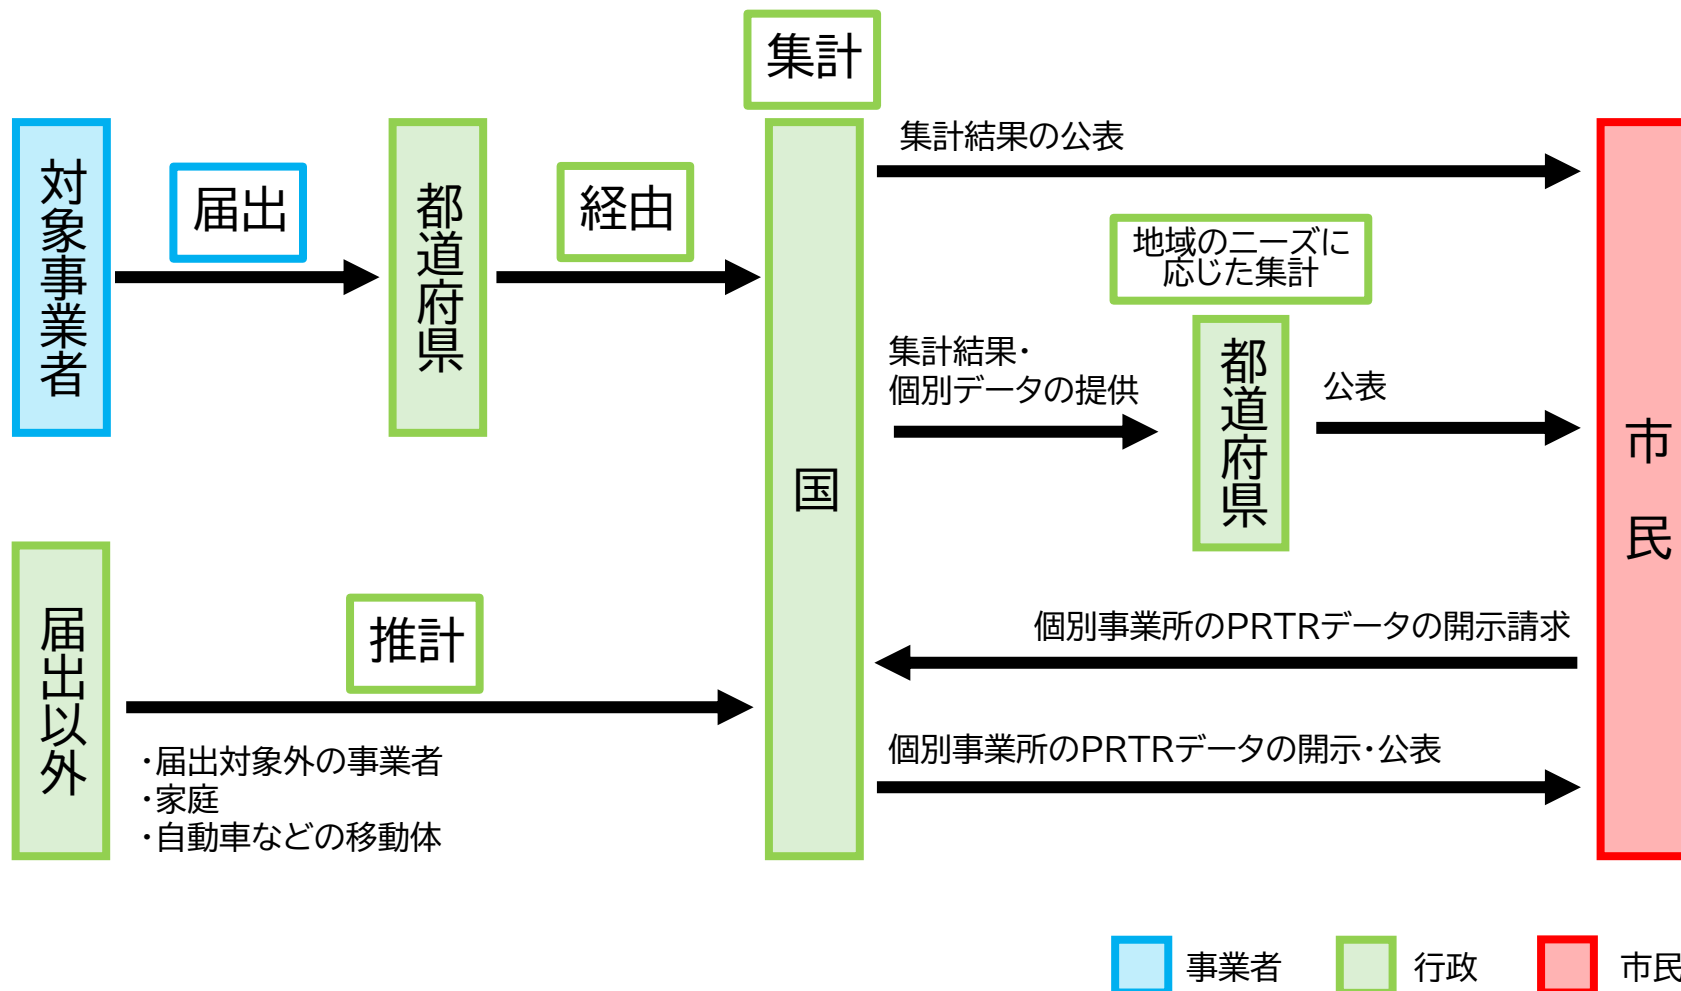 集計
対象事業者
届出
都道府県
経由
国
集計結果の公表
地域のニーズに
応じた集計
集計結果・
個別データの提供
都道府県
公表
市民
届出以外
推計
・届出対象外の事業者
・家庭
・自動車などの移動体
個別事業所のPRTRデータの開示請求
個別事業所のPRTRデータの開示・公表
事業者
行政
市民